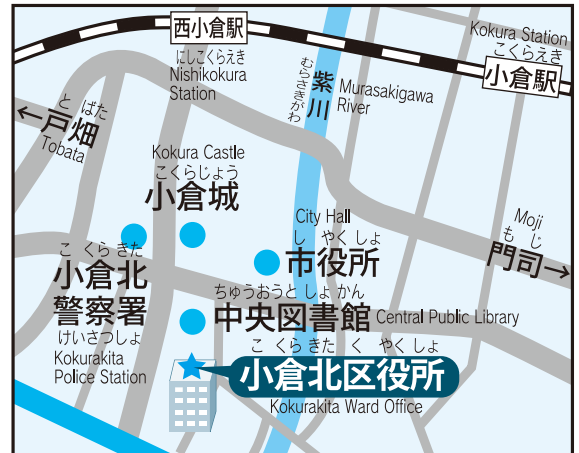 西小倉駅
にしこくらえき
Nishikokura
Station
Kokura Station
こくらえき
小倉駅
紫川
むらさきがわ
Murasakigawa
River
とばた
←戸畑
Tobata
Kokura Castle
こくらじょう
小倉城
City Hall
しやくしょ
市役所
Moji
もじ
門司→
こくらきた
小倉北
警察署
けいさつしょ
Kokurakita
Police Station
ちゅうおうとしょかん
中央図書館 Central Public Library
こくらきたくやくしょ
小倉北区役所
Kokurakita Ward Office